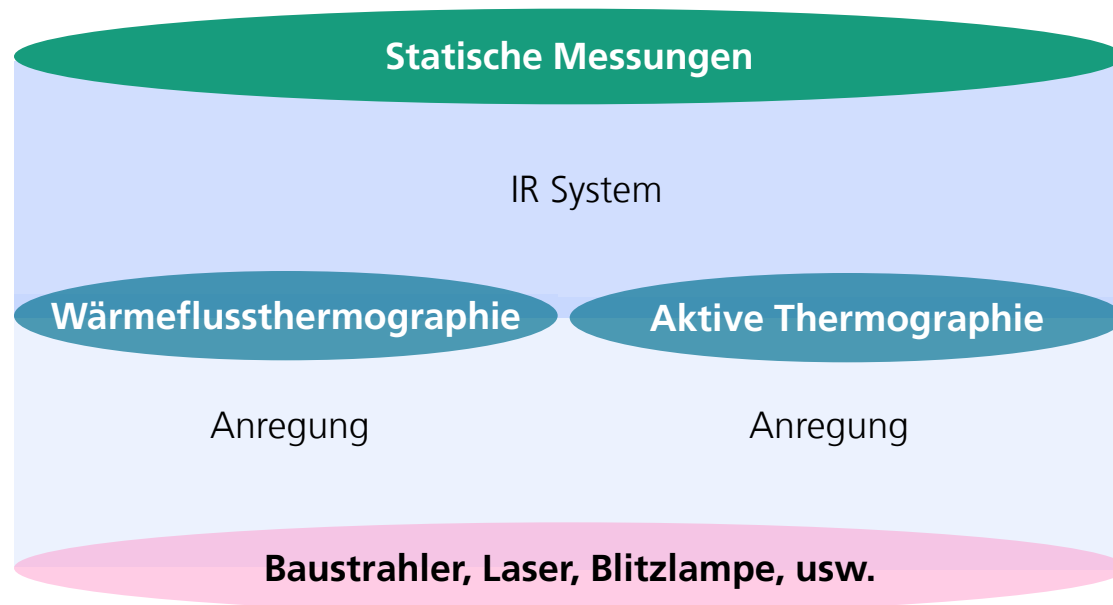 Statische Messungen
IR System
Wärmeflussthermographie
Aktive Thermographie
Anregung
Anregung
Baustrahler, Laser, Blitzlampe, usw.